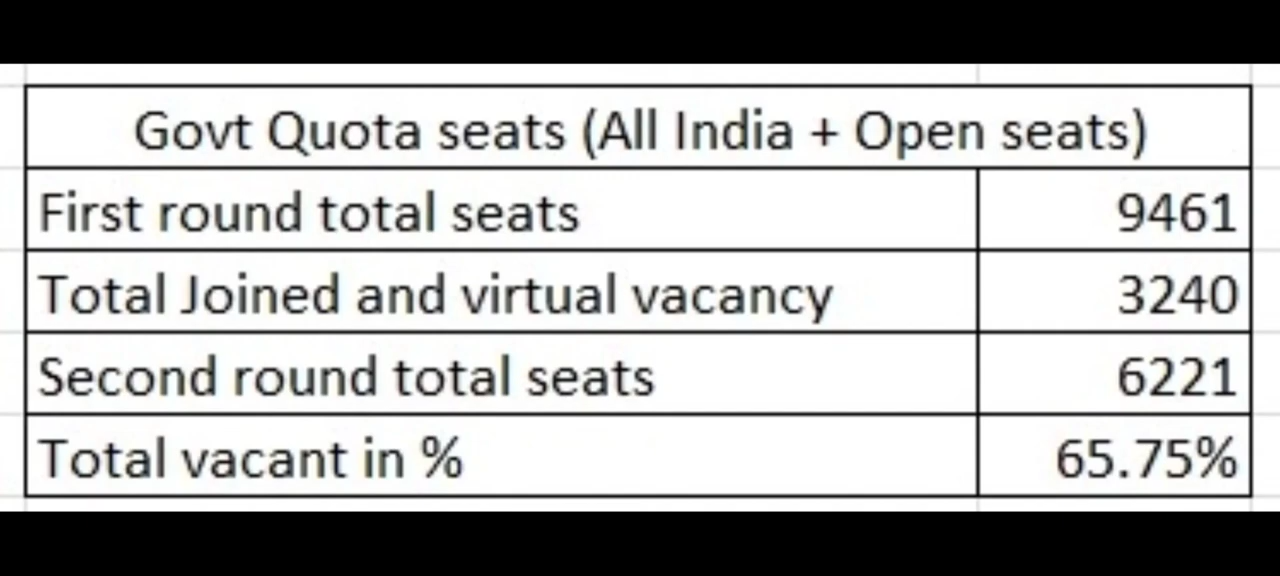 Govt Quota seats (All India + Open seats)
First round total seats 9461
Total Joined and virtual vacancy 3240
Second round total seats 6221
Total vacant in % 65.75%